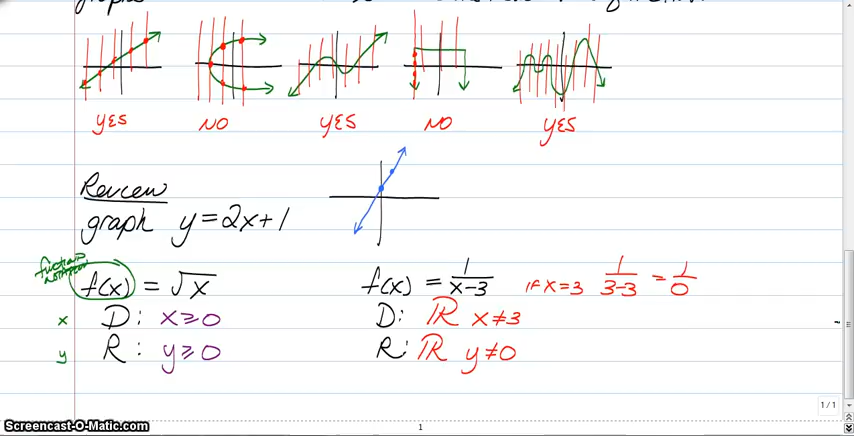 graphs
YES NO YES NO YES
Review
graph y = 2x + 1
function notation
f(x) = √x f(x) = 1/(x-3) IF X=3 1/(3-3) = 1/0
x D: x ≥ 0 D: ℝ x ≠ 3
y R: y ≥ 0 R: ℝ y ≠ 0
1 / 1
Screencast-O-Matic.com 1